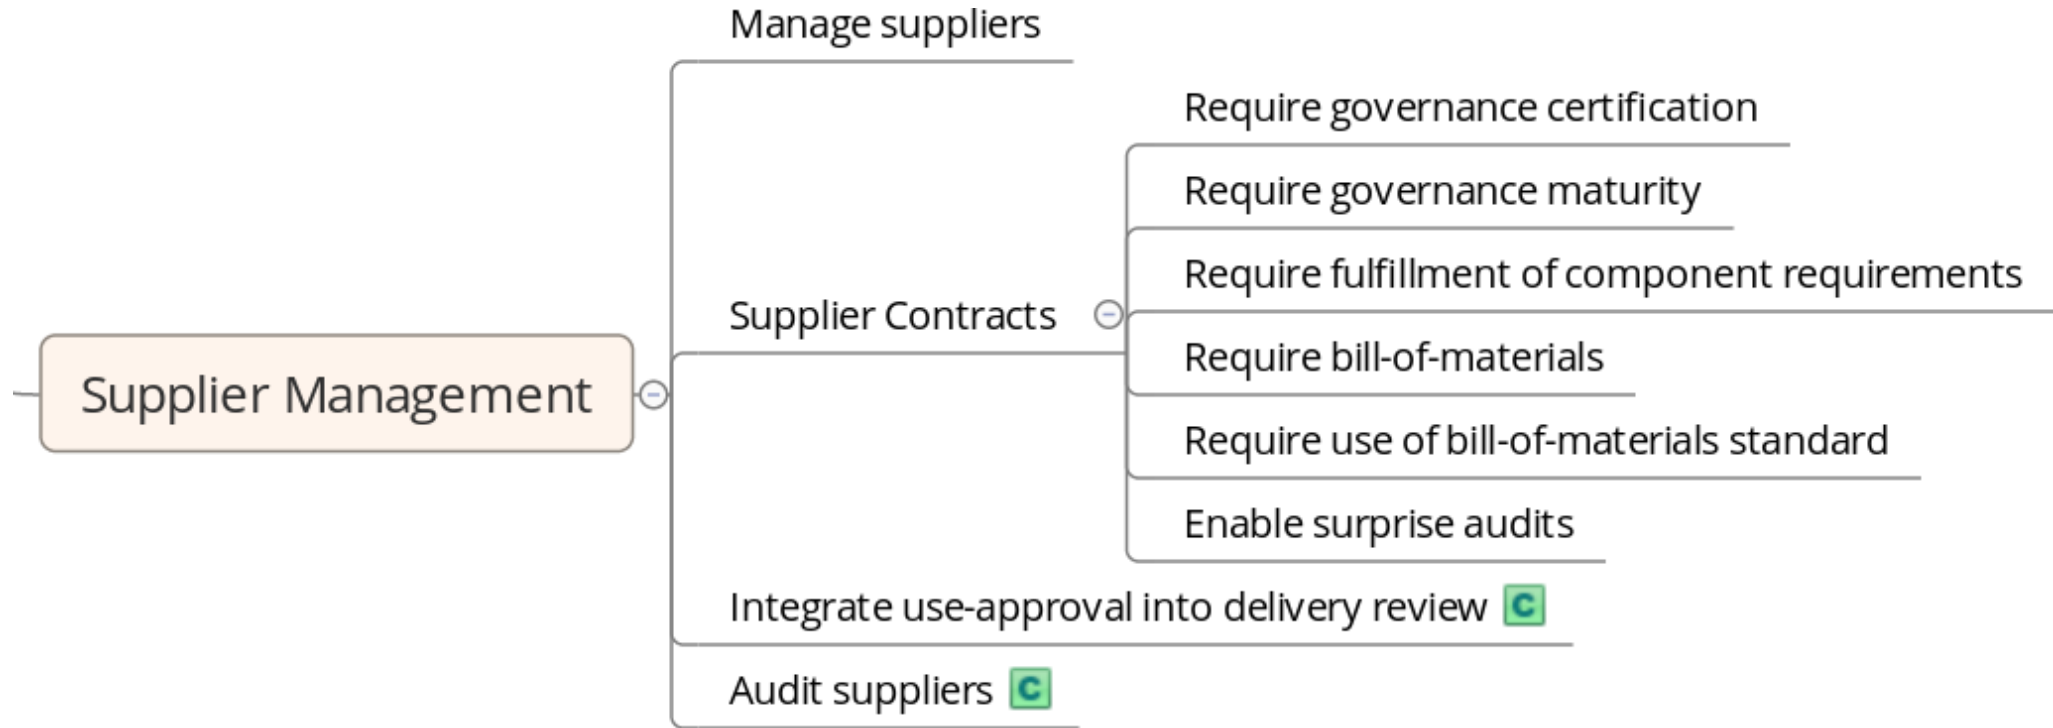 Manage suppliers
Require governance certification
Require governance maturity
Require fulfillment of component requirements
Supplier Contracts
Require bill-of-materials
Supplier Management
Require use of bill-of-materials standard
Enable surprise audits
Integrate use-approval into delivery review C
Audit suppliers C